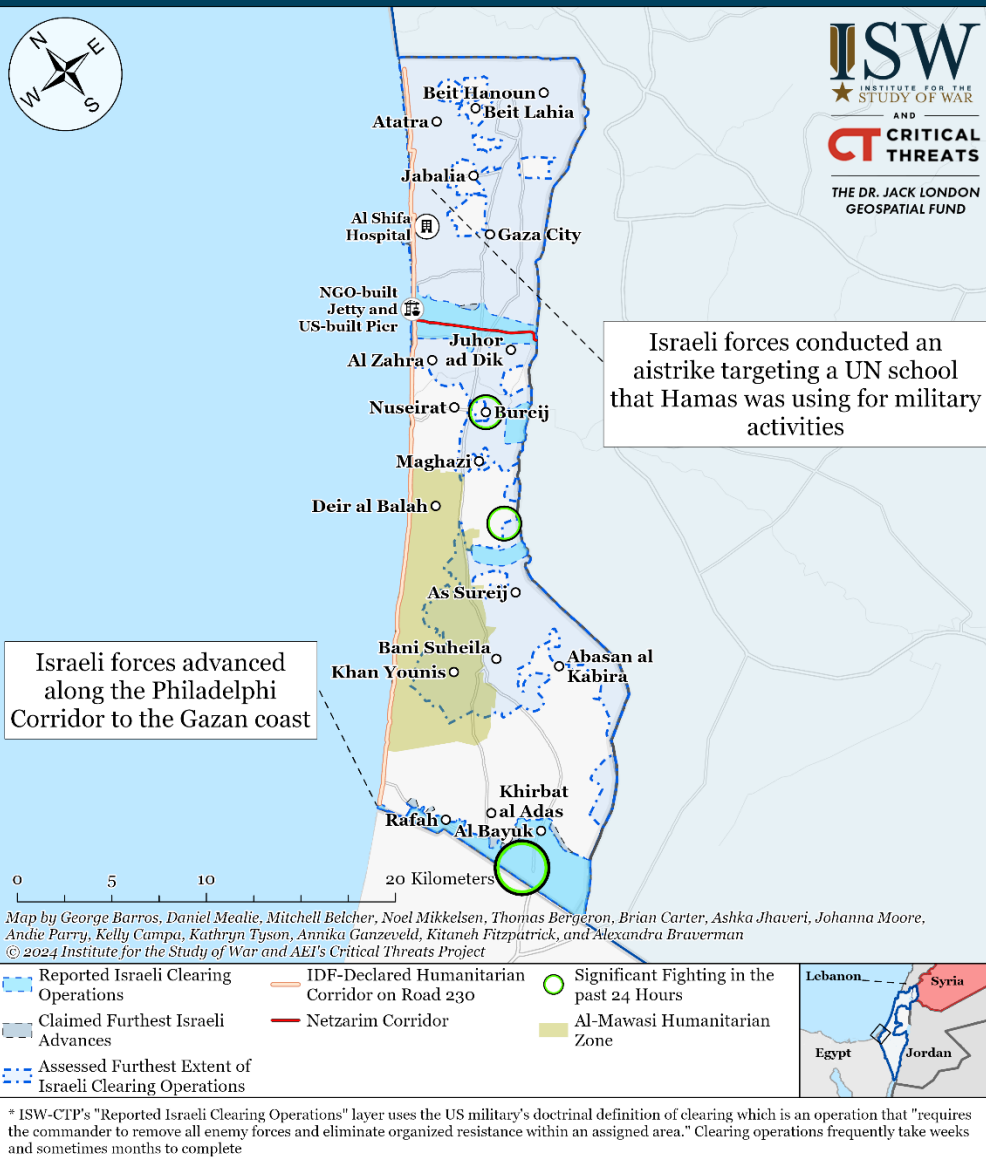 N
E
W
S
ISW
INSTITUTE FOR THE
STUDY OF WAR
AND
CT CRITICAL
THREATS
THE DR. JACK LONDON
GEOSPATIAL FUND
Beit Hanoun
Beit Lahia
Atatra
Jabalia
Al Shifa
Hospital
Gaza City
NGO-built
Jetty and
US-built Pier
Juhor
ad Dik
Al Zahra
Israeli forces conducted an
aistrike targeting a UN school
that Hamas was using for military
activities
Nuseirat
Bureij
Maghazi
Deir al Balah
As Sureij
Bani Suheila
Khan Younis
Abasan al
Kabira
Israeli forces advanced
along the Philadelphi
Corridor to the Gazan coast
Khirbat
al Adas
Rafah
Al Bayuk
0 5 10 20 Kilometers
Map by George Barros, Daniel Mealie, Mitchell Belcher, Noel Mikkelsen, Thomas Bergeron, Brian Carter, Ashka Jhaveri, Johanna Moore,
Andie Parry, Kelly Campa, Kathryn Tyson, Annika Ganzeveld, Kitaneh Fitzpatrick, and Alexandra Braverman
© 2024 Institute for the Study of War and AEI's Critical Threats Project
Reported Israeli Clearing
Operations
Claimed Furthest Israeli
Advances
Assessed Furthest Extent of
Israeli Clearing Operations
IDF-Declared Humanitarian
Corridor on Road 230
Netzarim Corridor
Significant Fighting in the
past 24 Hours
Al-Mawasi Humanitarian
Zone
Lebanon
Syria
Egypt
Jordan
* ISW-CTP's "Reported Israeli Clearing Operations" layer uses the US military's doctrinal definition of clearing which is an operation that "requires
the commander to remove all enemy forces and eliminate organized resistance within an assigned area." Clearing operations frequently take weeks
and sometimes months to complete